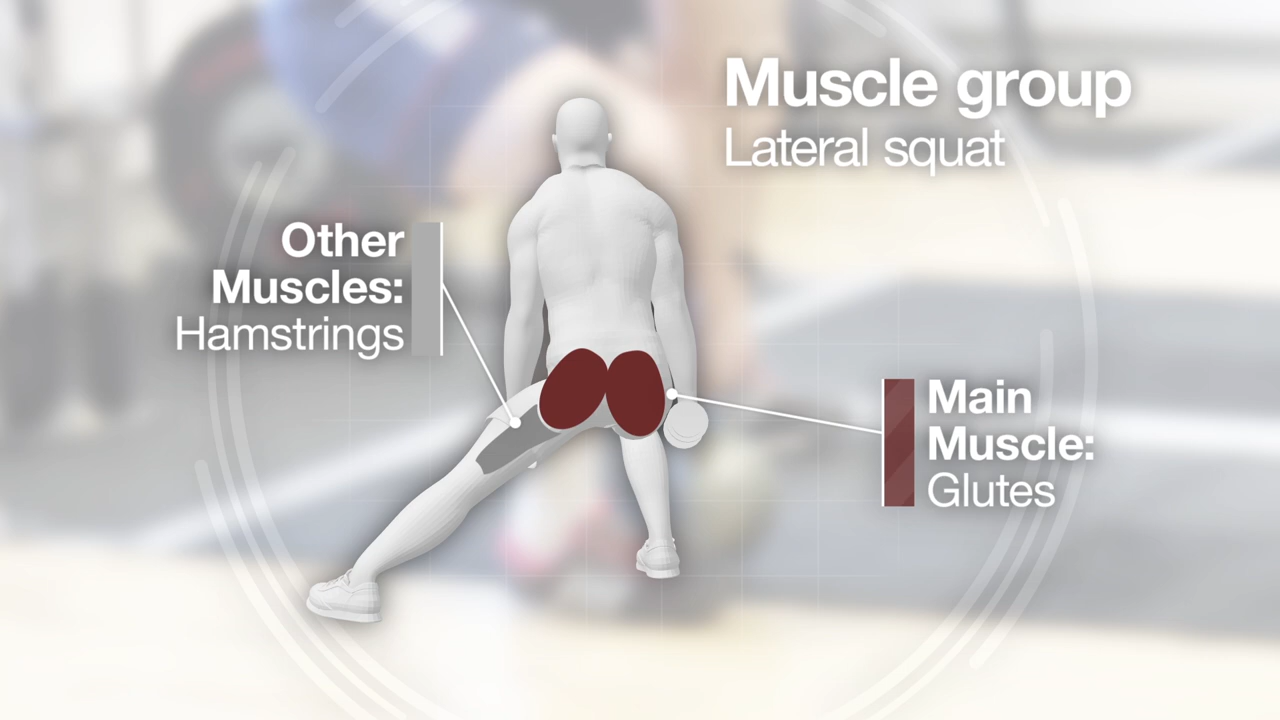 Muscle group
Lateral squat
Other
Muscles:
Hamstrings
Main
Muscle:
Glutes